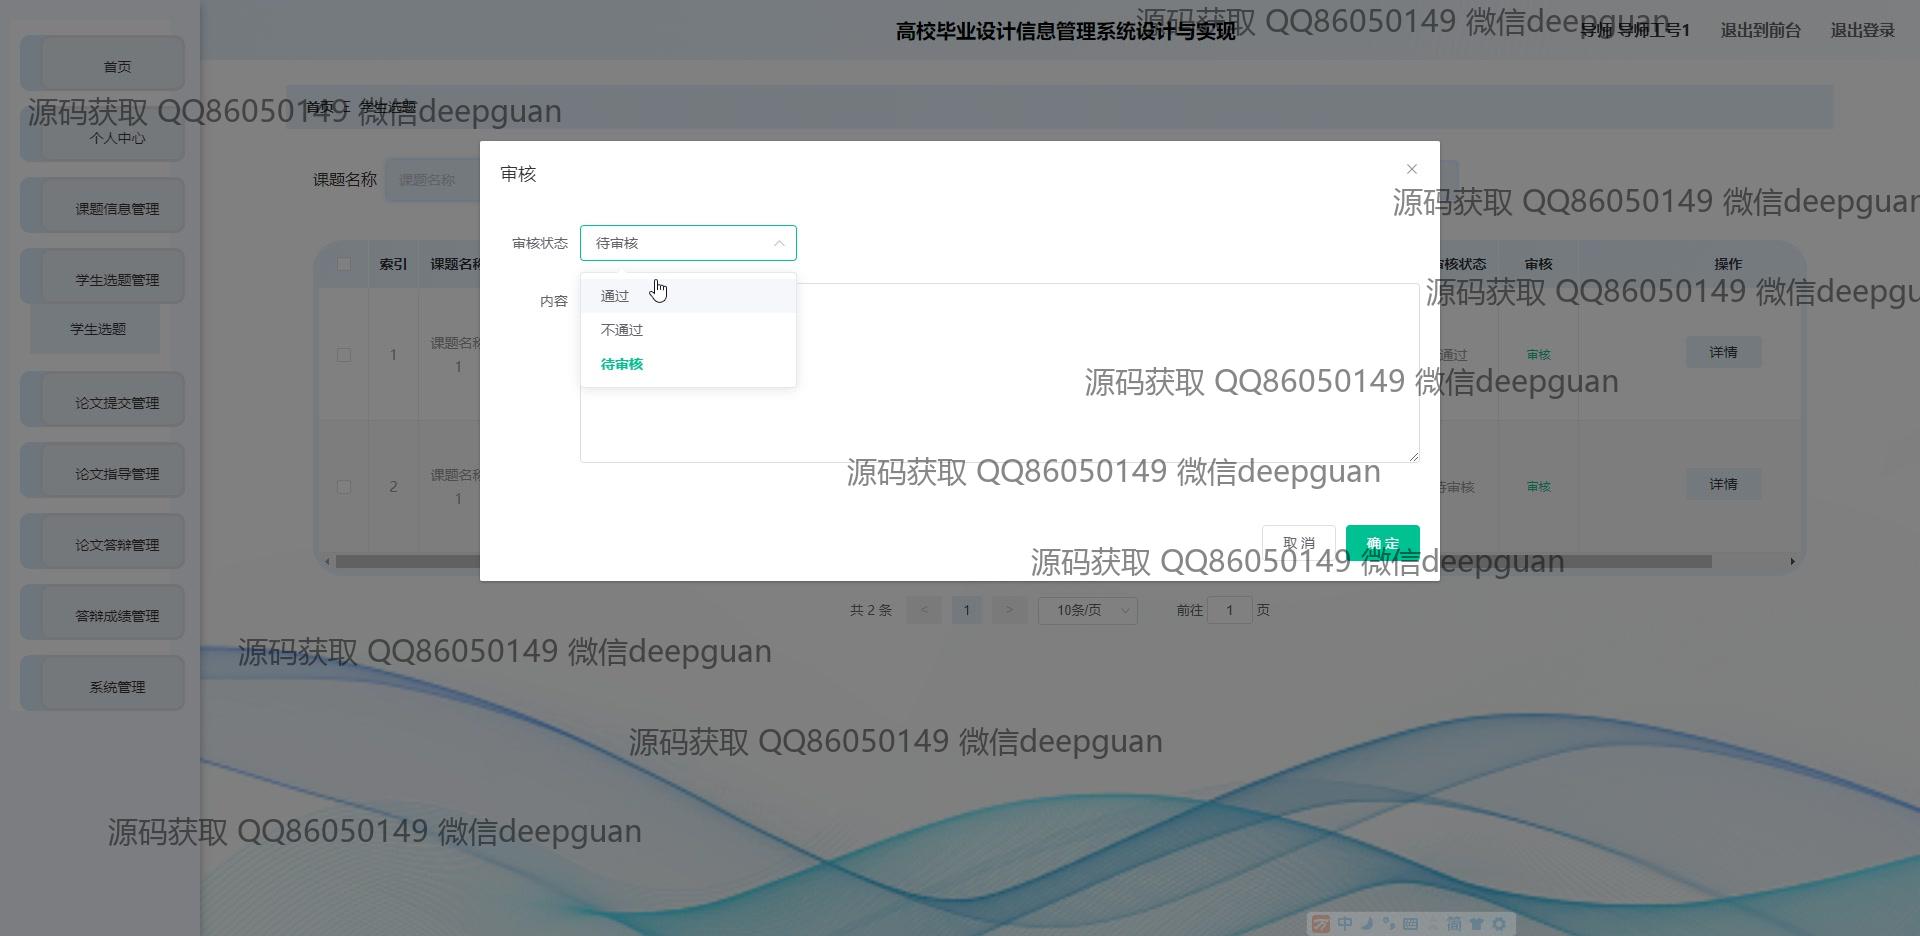 高校毕业设计信息管理系统设计与实现
导师 导师工号1
退出到前台
退出登录
源码获取 QQ86050149 微信deepguan
首页
个人中心
课题信息管理
学生选题管理
学生选题
论文提交管理
论文指导管理
论文答辩管理
答辩成绩管理
系统管理
首页
学生选题
源码获取 QQ86050149 微信deepguan
课题名称
课题名称
审核
源码获取 QQ86050149 微信deepguan
审核状态
待审核
内容
通过
不通过
待审核
索引
课题名称
审核状态
审核
操作
源码获取 QQ86050149 微信deepgu
1
课题名称
1
通过
审核
详情
源码获取 QQ86050149 微信deepguan
2
课题名称
1
待审核
审核
详情
源码获取 QQ86050149 微信deepguan
取消
确定
源码获取 QQ86050149 微信deepguan
共 2 条
<
1
>
10条/页
前往
1
页
源码获取 QQ86050149 微信deepguan
源码获取 QQ86050149 微信deepguan
源码获取 QQ86050149 微信deepguan
中
简